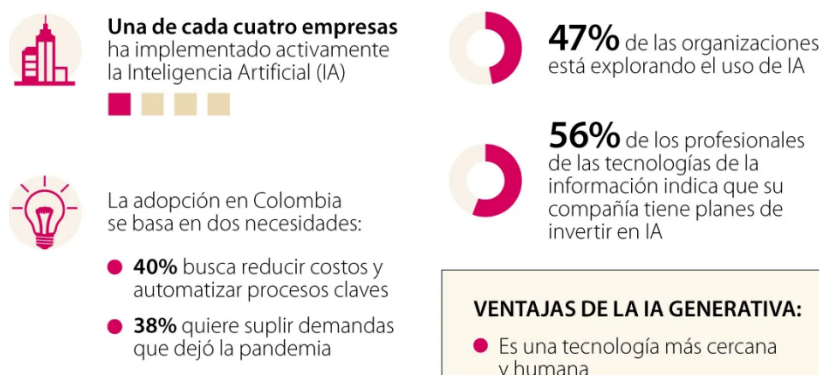 Una de cada cuatro empresas
ha implementado activamente
la Inteligencia Artificial (IA)
La adopción en Colombia
se basa en dos necesidades:
40% busca reducir costos y
automatizar procesos claves
38% quiere suplir demandas
que dejó la pandemia
47% de las organizaciones
está explorando el uso de IA
56% de los profesionales
de las tecnologías de la
información indica que su
compañía tiene planes de
invertir en IA
VENTAJAS DE LA IA GENERATIVA:
Es una tecnología más cercana
y humana